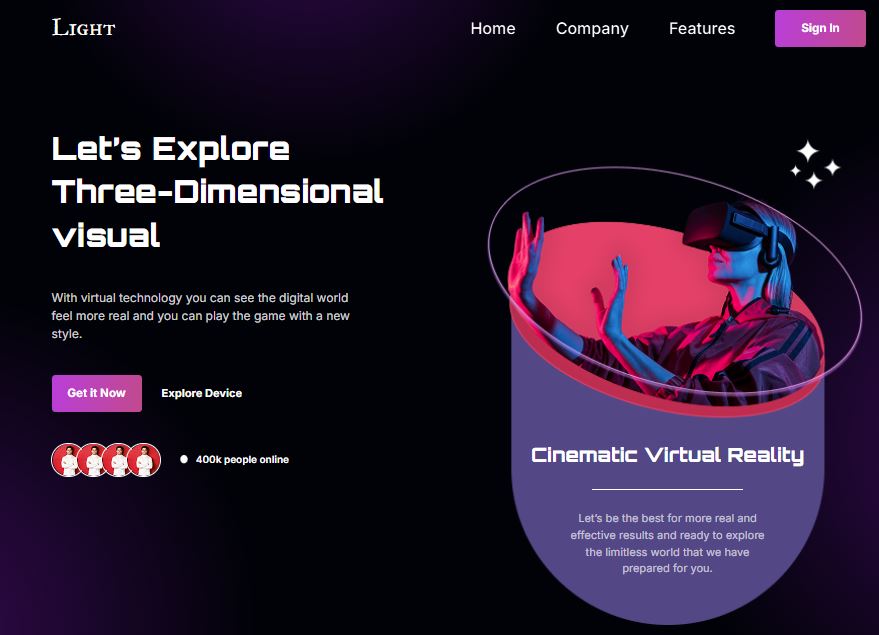 Light
Home
Company
Features
Sign In
Let's Explore
Three-Dimensional
visual
With virtual technology you can see the digital world
feel more real and you can play the game with a new
style.
Get It Now
Explore Device
400k people online
Cinematic Virtual Reality
Let's be the best for more real and
effective results and ready to explore
the limitless world that we have
prepared for you.